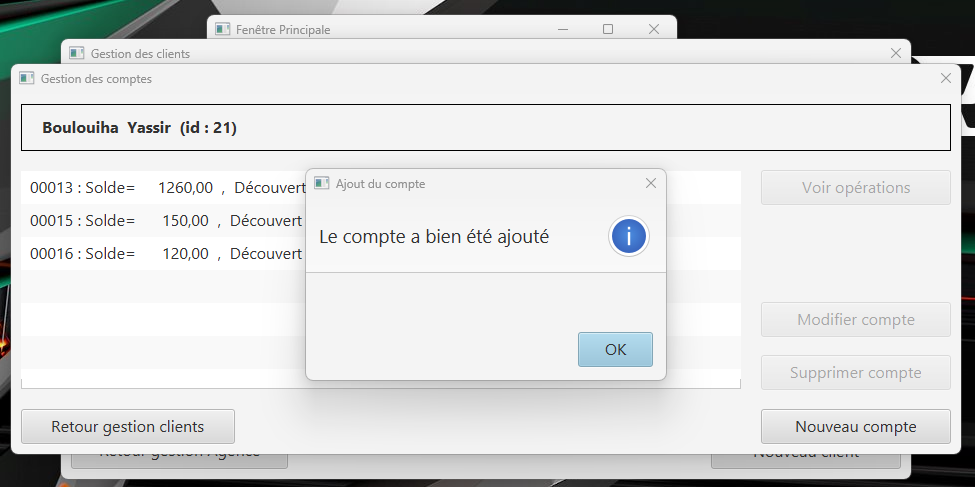 Fenêtre Principale
Gestion des clients
Gestion des comptes
Boulouiha Yassir (id : 21)
00013 : Solde= 1260,00 , Découvert
00015 : Solde= 150,00 , Découvert
00016 : Solde= 120,00 , Découvert
Voir opérations
Modifier compte
Supprimer compte
Ajout du compte
Le compte a bien été ajouté
i
OK
Retour gestion clients
Nouveau compte
Retour gestion Agence
Nouveau client